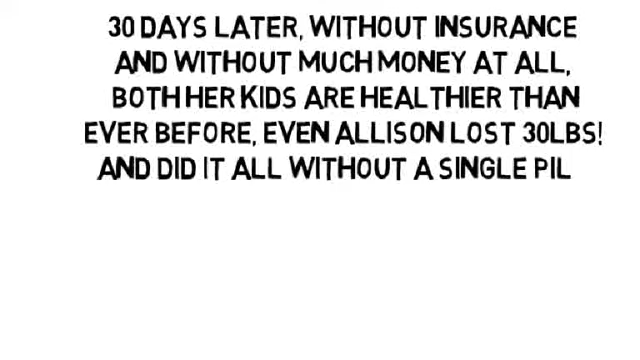 30 DAYS LATER, WITHOUT INSURANCE
AND WITHOUT MUCH MONEY AT ALL,
BOTH HER KIDS ARE HEALTHIER THAN
EVER BEFORE, EVEN ALLISON LOST 30LBS!
AND DID IT ALL WITHOUT A SINGLE PIL